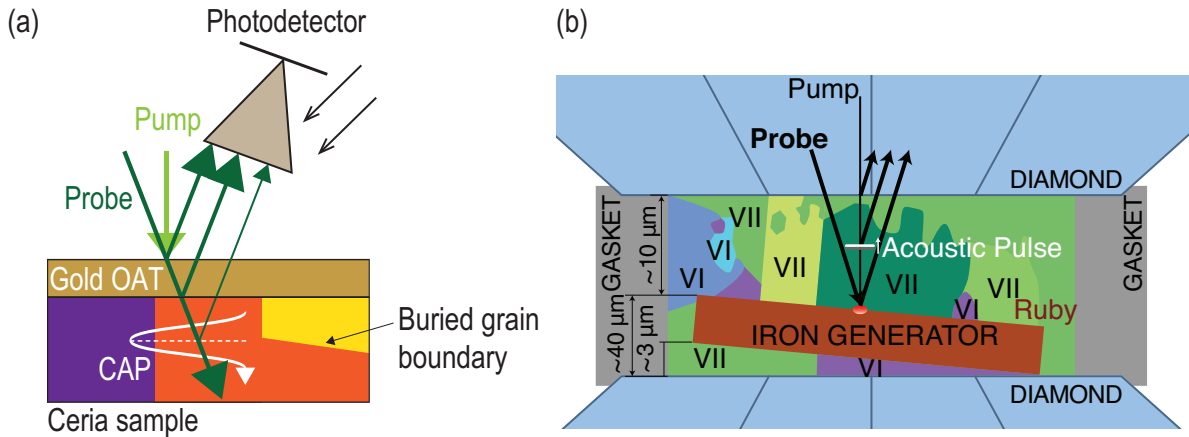 (a)
Photodetector
Pump
Probe
Gold OAT
CAP
Buried grain
boundary
Ceria sample
(b)
Pump
Probe
DIAMOND
GASKET
GASKET
~10 µm
VII
VI
VI
VII
Acoustic Pulse
VII
VII
VI
Ruby
~40 µm
~3 µm
IRON GENERATOR
VII
VI
DIAMOND